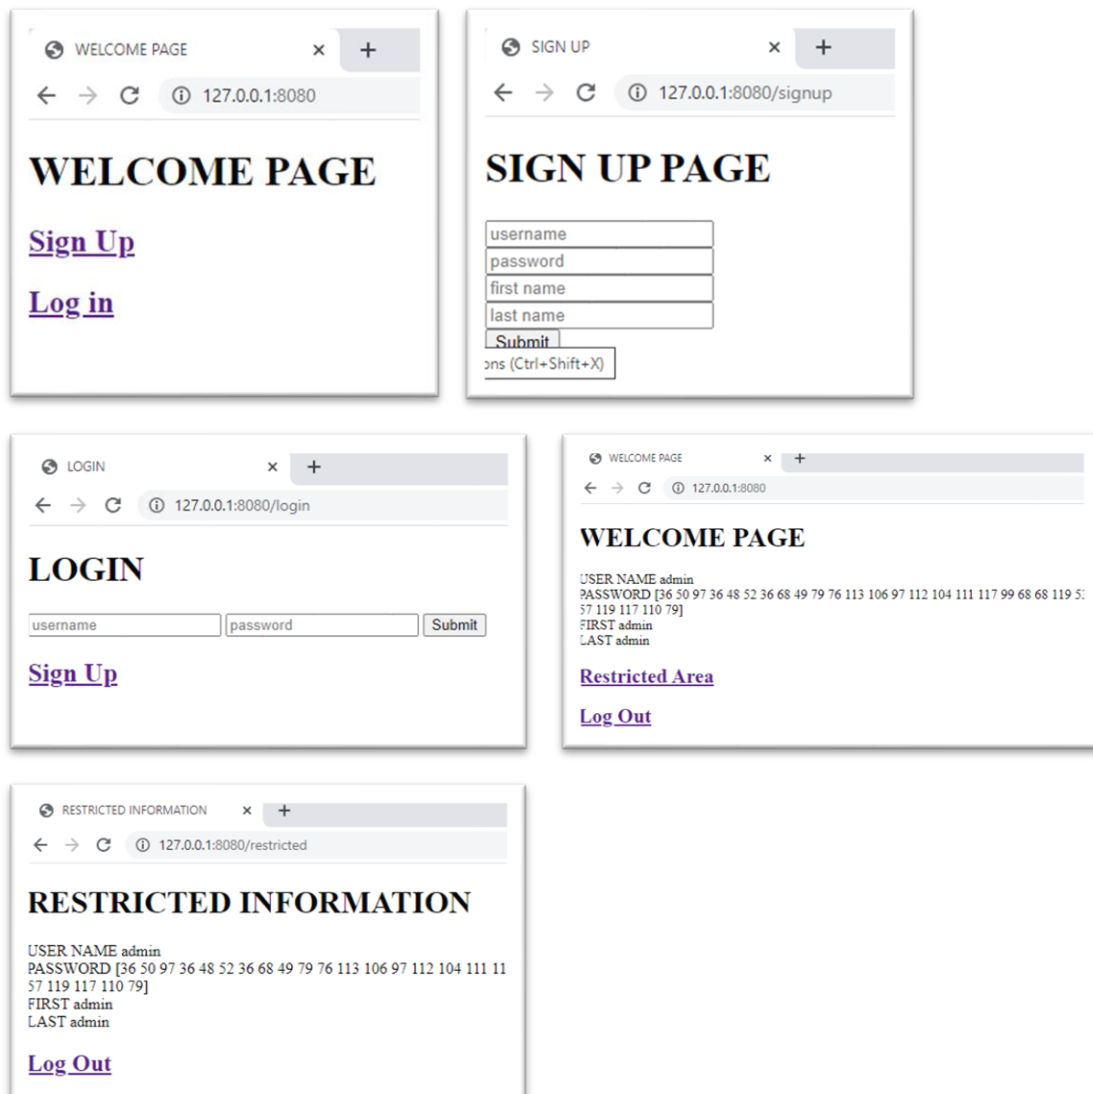 WELCOME PAGE
127.0.0.1:8080
WELCOME PAGE
Sign Up
Log in
SIGN UP
127.0.0.1:8080/signup
SIGN UP PAGE
username
password
first name
last name
Submit
ons (Ctrl+Shift+X)
LOGIN
127.0.0.1:8080/login
LOGIN
username password Submit
Sign Up
WELCOME PAGE
127.0.0.1:8080
WELCOME PAGE
USER NAME admin
PASSWORD [36 50 97 36 48 52 36 68 49 79 76 113 106 97 112 104 111 117 99 68 68 119 5
57 119 117 110 79]
FIRST admin
LAST admin
Restricted Area
Log Out
RESTRICTED INFORMATION
127.0.0.1:8080/restricted
RESTRICTED INFORMATION
USER NAME admin
PASSWORD [36 50 97 36 48 52 36 68 49 79 76 113 106 97 112 104 111 11
57 119 117 110 79]
FIRST admin
LAST admin
Log Out